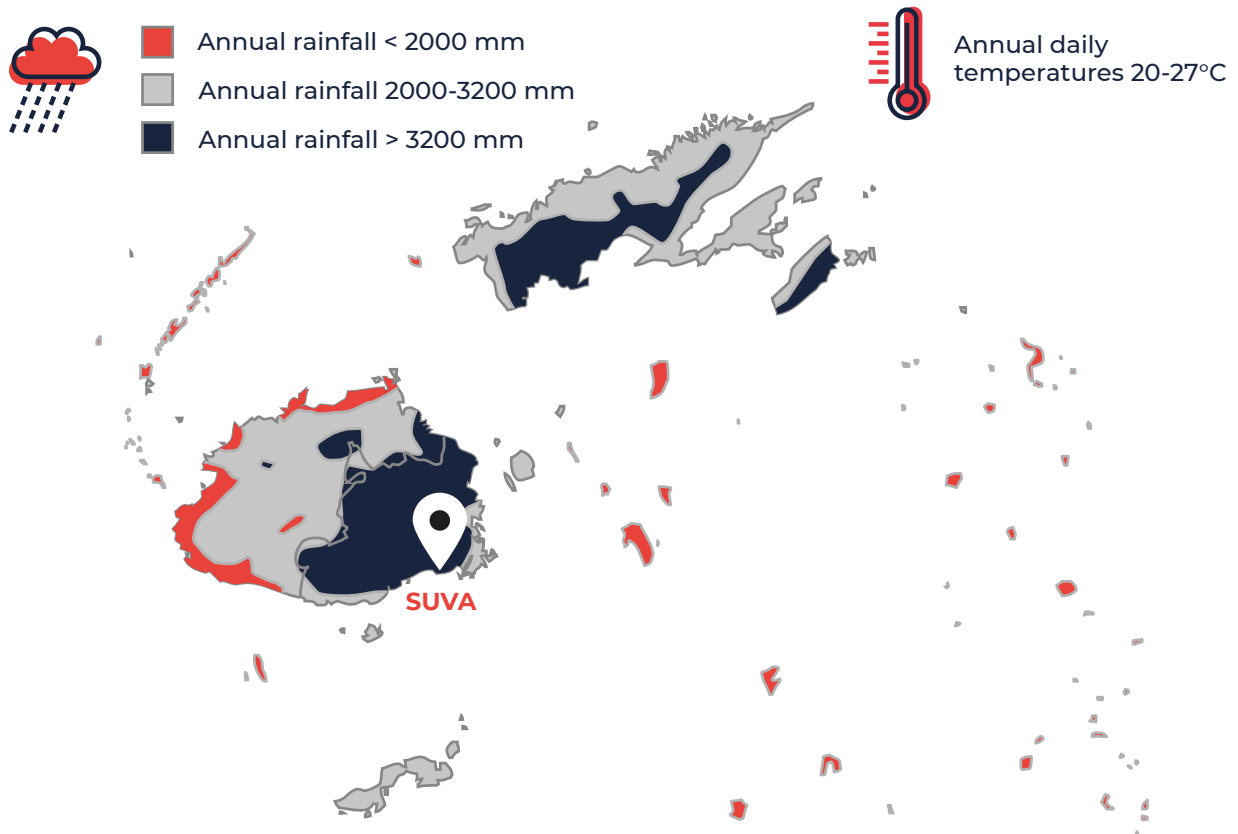 Annual rainfall < 2000 mm
Annual rainfall 2000-3200 mm
Annual rainfall > 3200 mm
Annual daily
temperatures 20-27°C
SUVA